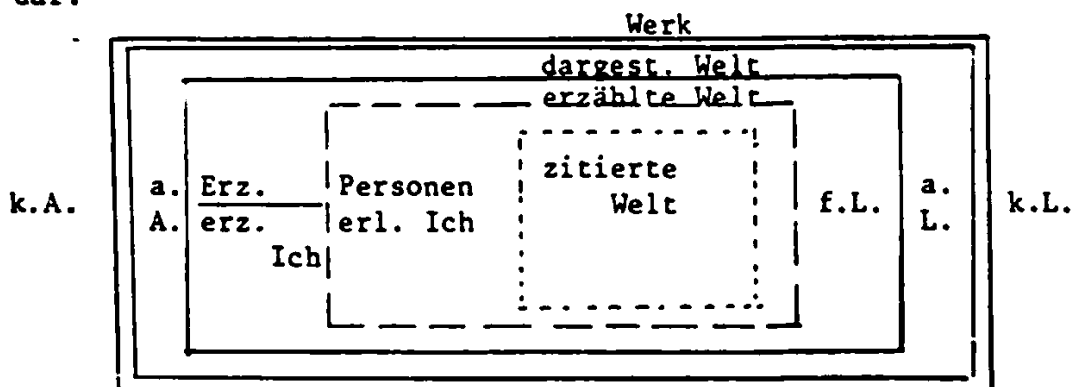 dar:
Werk
dargest. Welt
erzählte Welt
k.A.
a.
A.
Erz.
erz.
Ich
Personen
erl. Ich
zitierte
Welt
f.L.
a.
L.
k.L.